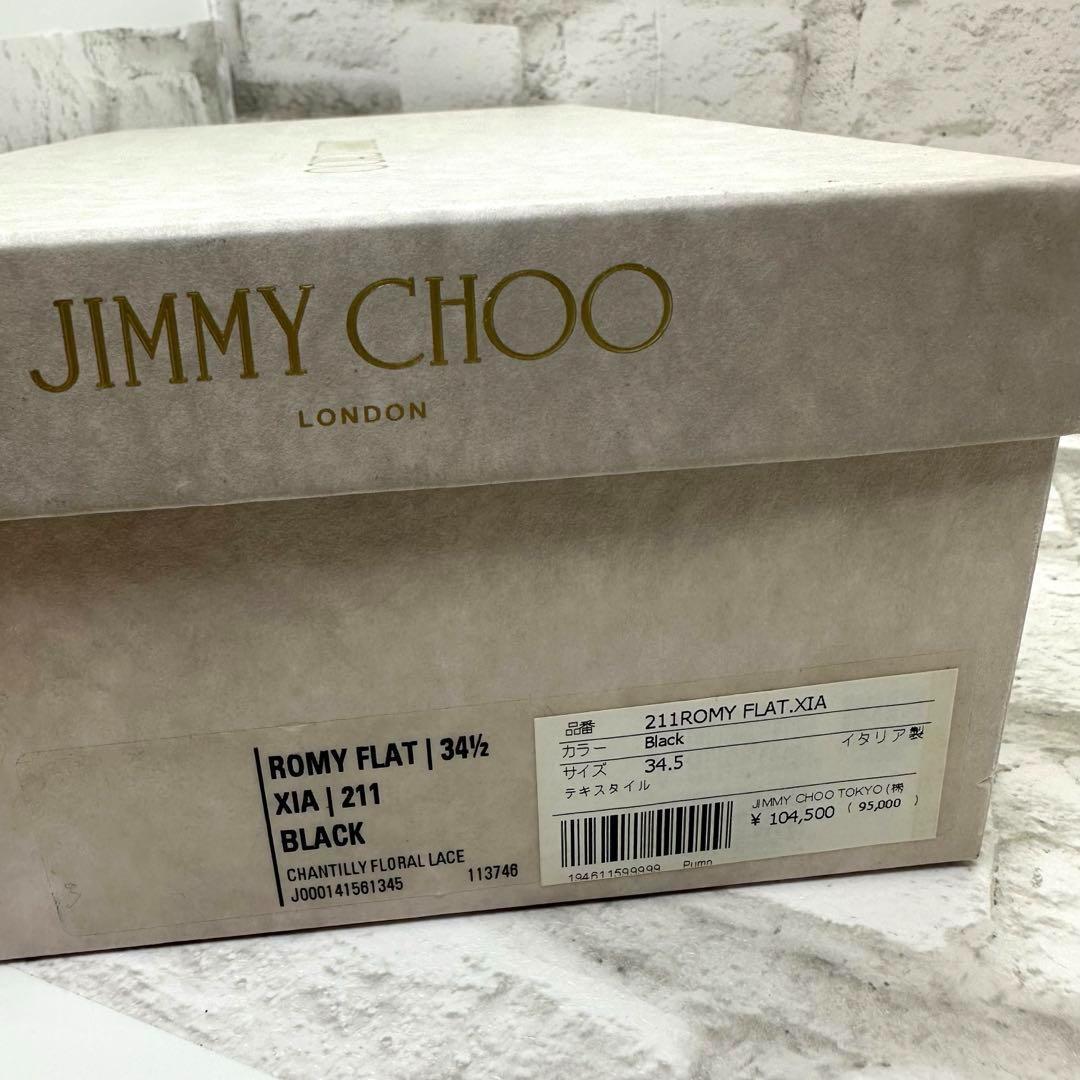 JIMMY CHOO
LONDON
ROMY FLAT | 34½
XIA | 211
BLACK
CHANTILLY FLORAL LACE
J000141561345 113746
品番 211ROMY FLAT.XIA
カラー Black イタリア製
サイズ 34.5
テキスタイル
JIMMY CHOO TOKYO (株
¥ 104,500 ( 95,000 )
194611599999 Pump